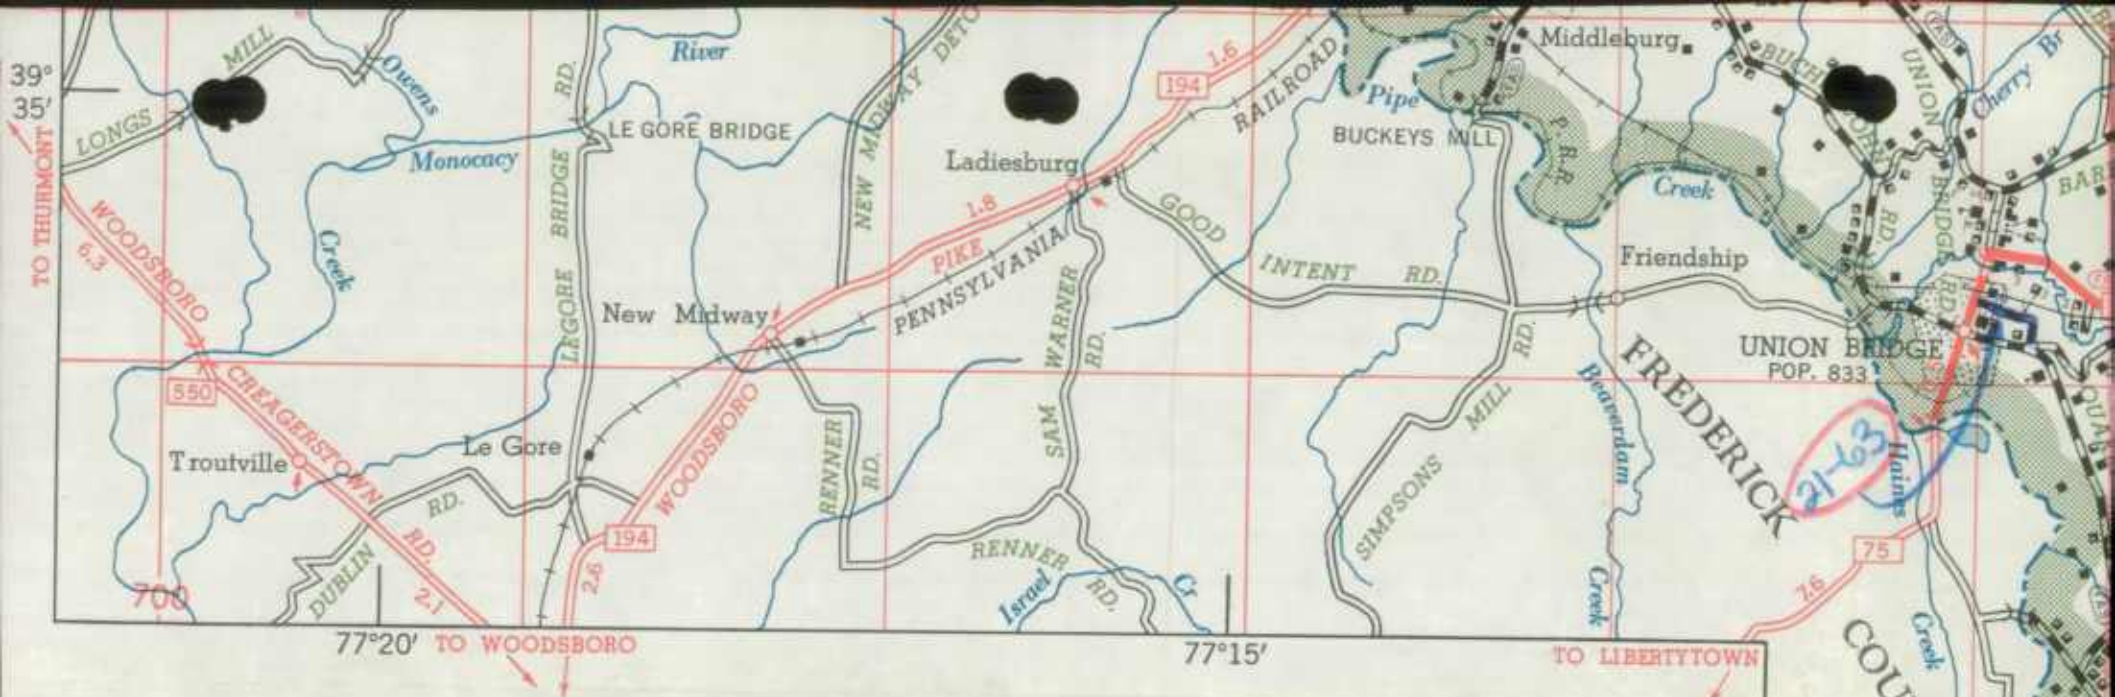 39°
35'
TO THURMONT
LONGS
MILL
Owens
Creek
Monocacy
River
LE GORE BRIDGE
LEGORE BRIDGE RD.
NEW MIDWAY DETO
Ladiesburg
194
1.6
RAILROAD
PENNSYLVANIA
1.8
PIKE
Pipe
Creek
BUCKEYS MILL
Middleburg
P. R.R.
BUCH
UNION
BRIDGE
RD.
RD.
Cherry Br
BAR
GOOD
INTENT RD.
Friendship
UNION BRIDGE
POP. 833
WOODSBORO
6.3
550
CREAGERSTOWN
RD.
2.1
Troutville
Le Gore
New Midway
WOODSBORO
194
2.6
DUBLIN
RD.
RENNER
RD.
RENNER
RD.
SAM WARNER
RD.
Israel
Cr
SIMPSONS
MILL
RD.
Beaverdam
Creek
FREDERICK
COU
21-63
Haines
Creek
75
7.6
QUA
700
77°20'
TO WOODSBORO
77°15'
TO LIBERTYTOWN